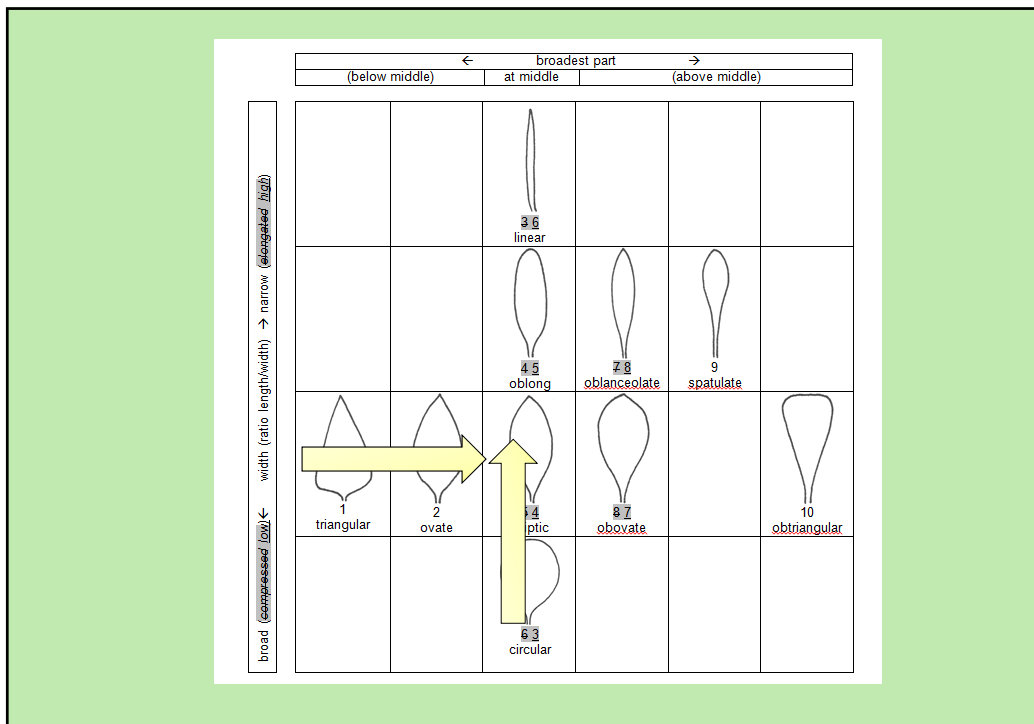 ← broadest part →
(below middle) at middle (above middle)
broad (compressed low)← width (ratio length/width) → narrow (elongated high)
3 6
linear
4 5
oblong
7 8
oblanceolate
9
spatulate
1
triangular
2
ovate
4
iptic
8 7
obovate
10
obtriangular
6 3
circular